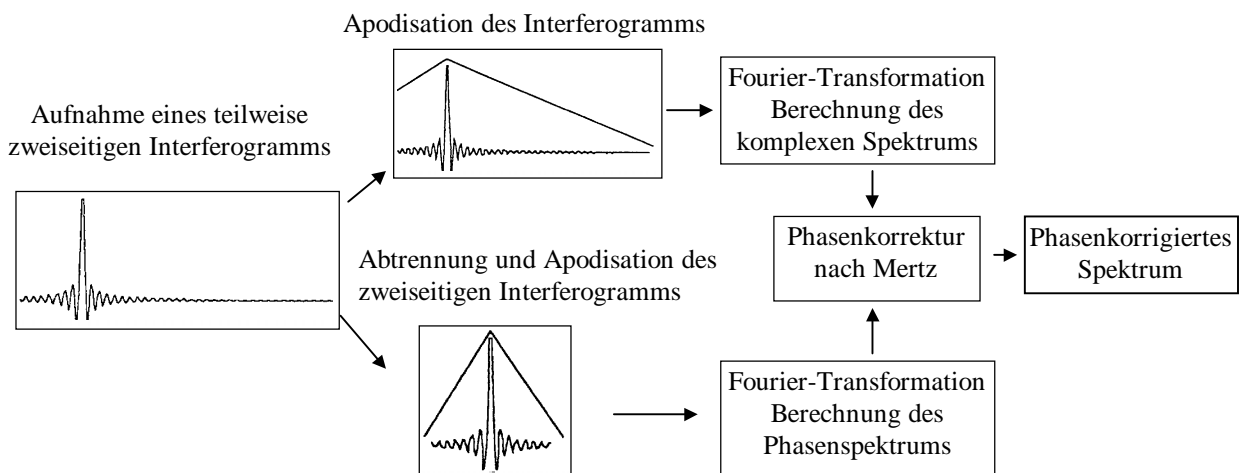 Apodisation des Interferogramms
Aufnahme eines teilweise
zweiseitigen Interferogramms
Fourier-Transformation
Berechnung des
komplexen Spektrums
Abtrennung und Apodisation des
zweiseitigen Interferogramms
Phasenkorrektur
nach Mertz
Phasenkorrigiertes
Spektrum
Fourier-Transformation
Berechnung des
Phasenspektrums